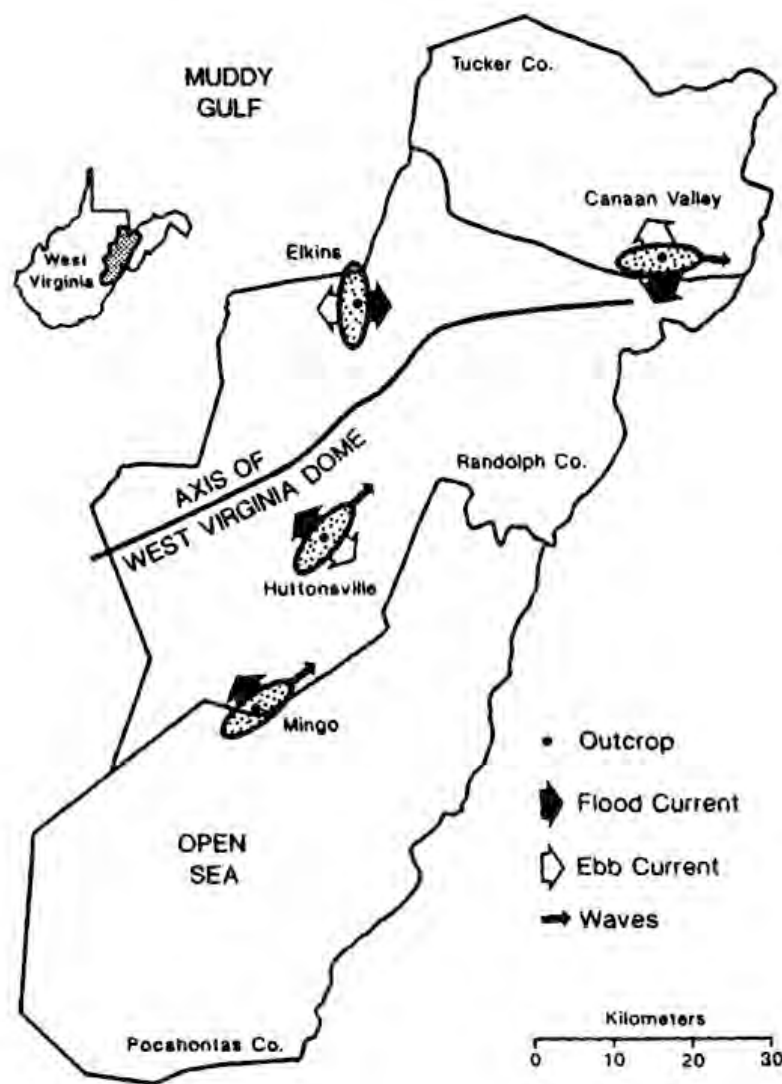 MUDDY
GULF
Tucker Co.
Canaan Valley
West
Virginia
Elkins
AXIS OF
WEST VIRGINIA DOME
Randolph Co.
Huttonsville
Mingo
OPEN
SEA
Outcrop
Flood Current
Ebb Current
Waves
Pocahontas Co.
Kilometers
0 10 20 30